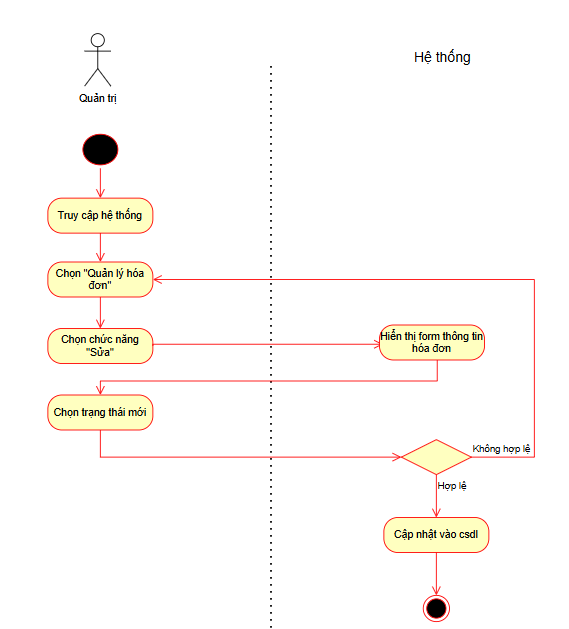 Hệ thống
Quản trị
Truy cập hệ thống
Chọn "Quản lý hóa
đơn"
Chọn chức năng
"Sửa"
Hiển thị form thông tin
hóa đơn
Chọn trạng thái mới
Không hợp lệ
Hợp lệ
Cập nhật vào csdl